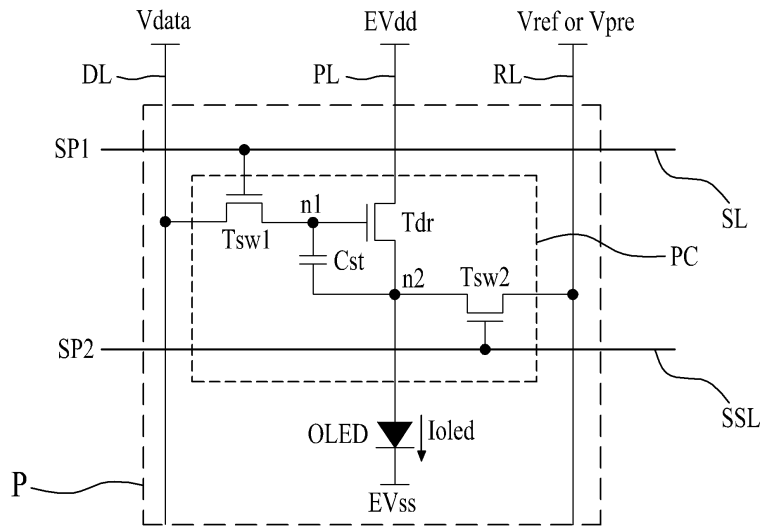 Vdata
EVdd
Vref or Vpre
DL
PL
RL
SP1
SL
n1
Tdr
Tsw1
Cst
PC
n2
Tsw2
SP2
SSL
OLED
Ioled
P
EVss